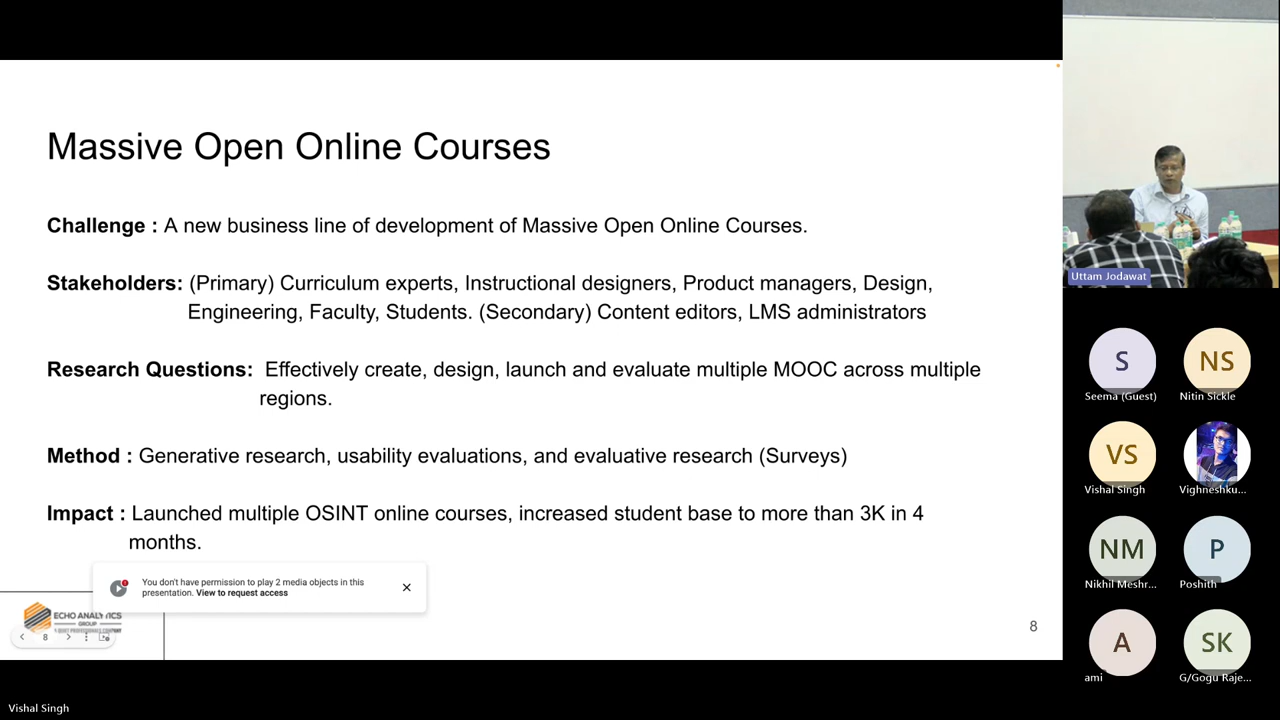 Massive Open Online Courses
Challenge : A new business line of development of Massive Open Online Courses.
Stakeholders: (Primary) Curriculum experts, Instructional designers, Product managers, Design,
Engineering, Faculty, Students. (Secondary) Content editors, LMS administrators
Research Questions: Effectively create, design, launch and evaluate multiple MOOC across multiple
regions.
Method : Generative research, usability evaluations, and evaluative research (Surveys)
Impact : Launched multiple OSINT online courses, increased student base to more than 3K in 4
months.
You don't have permission to play 2 media objects in this
presentation. View to request access
ECHO ANALYTICS
GROUP
8
8
Vishal Singh
Uttam Jodawat
S
Seema (Guest)
NS
Nitin Sickle
VS
Vishal Singh
Vighneshku...
NM
Nikhil Meshr...
P
Poshith
A
ami
SK
G/Gogu Raje...